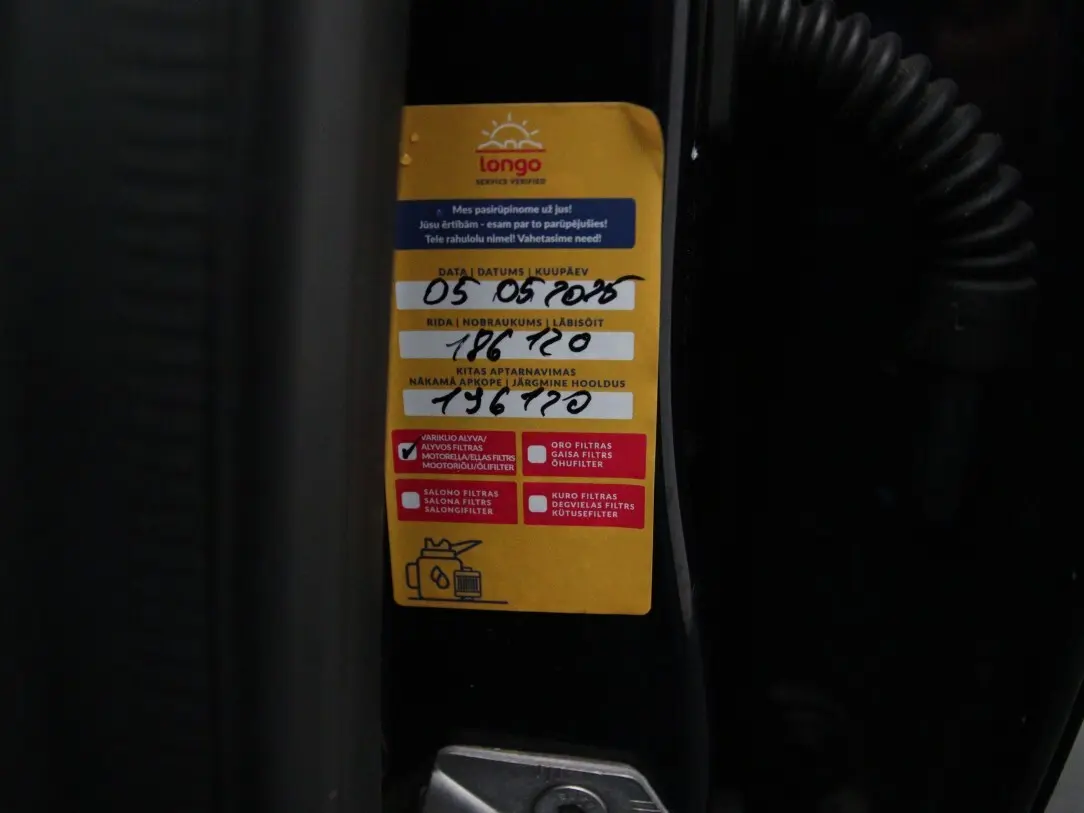 longo
SERVICE VERIFIED
Mes pasirūpinome už jus!
Jūsu ērtībām - esam par to parūpējušies!
Teie rahulolu nimel! Vahetasime need!
DATA | DATUMS | KUUPÄEV
05 05 2025
RIDA | NOBRAUKUMS | LÄBISÕIT
186 120
KITAS APTARNAVIMAS
NĀKAMĀ APKOPE | JÄRGMINE HOOLDUS
196 120
VARIKLIO ALYVA/
ALYVOS FILTRAS
MOTOREĻĻA/EĻĻAS FILTRS
MOOTORIÕLI/ÕLIFILTER
ORO FILTRAS
GAISA FILTRS
ÕHUFILTER
SALONO FILTRAS
SALONA FILTRS
SALONGIFILTER
KURO FILTRAS
DEGVIELAS FILTRS
KÜTUSEFILTER